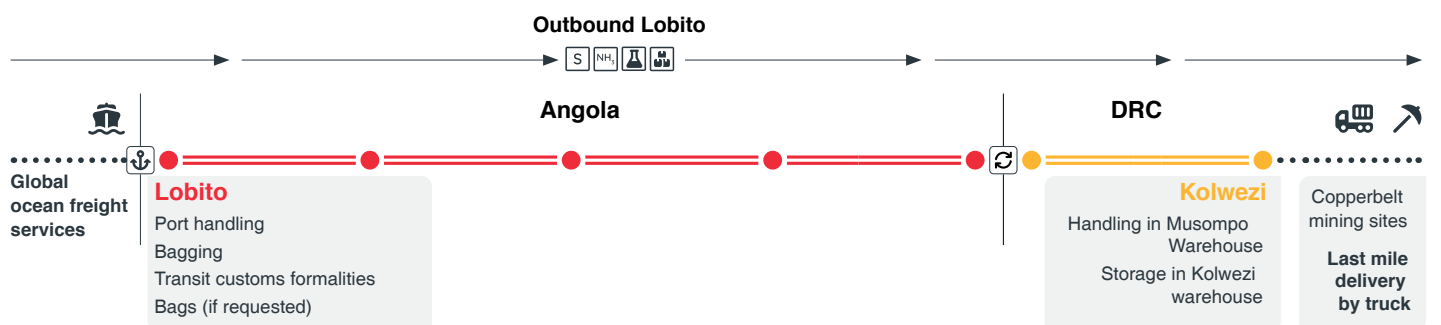 Outbound Lobito
S
NH₃
Angola
DRC
Global
ocean freight
services
Lobito
Port handling
Bagging
Transit customs formalities
Bags (if requested)
Kolwezi
Handling in Musompo
Warehouse
Storage in Kolwezi
warehouse
Copperbelt
mining sites
Last mile
delivery
by truck